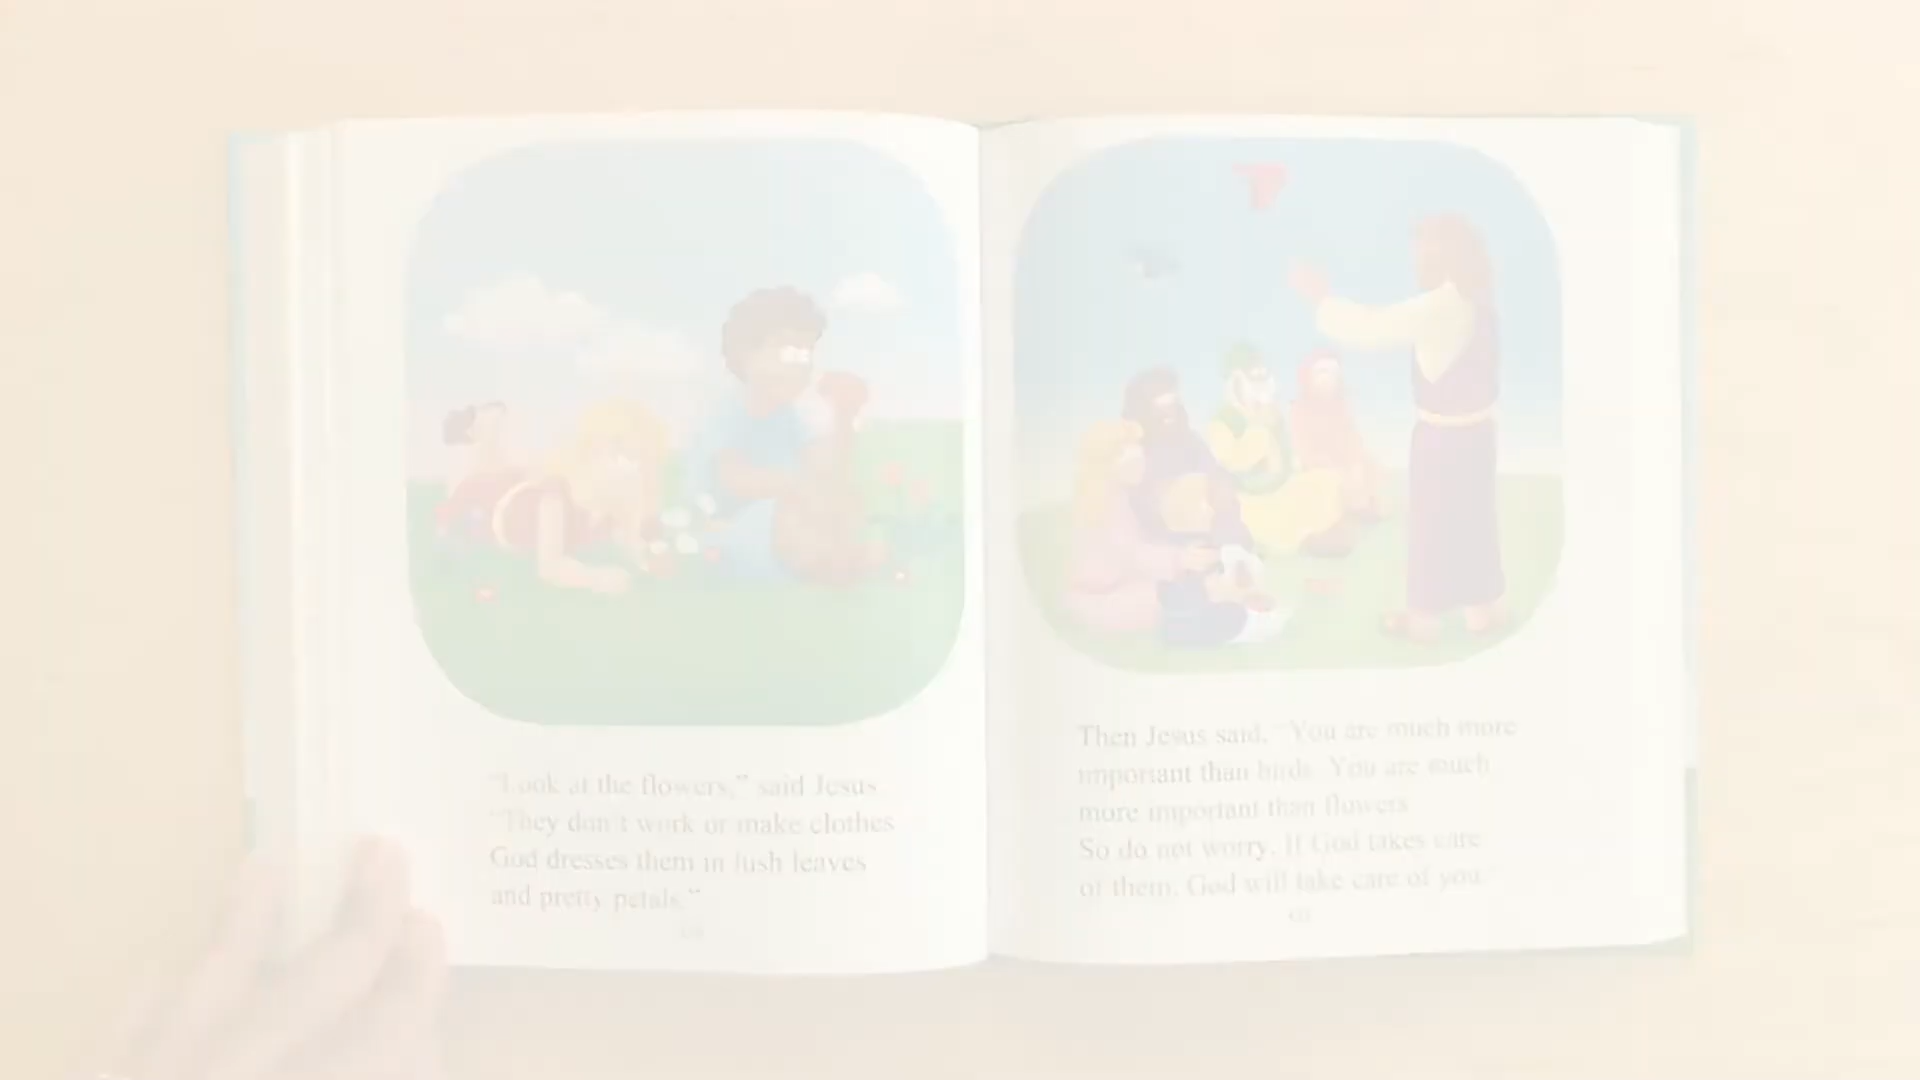 "Look at the flowers," said Jesus.
"They don't work or make clothes.
God dresses them in lush leaves
and pretty petals."
Then Jesus said, "You are much more
important than birds. You are much
more important than flowers.
So do not worry. If God takes care
of them, God will take care of you."